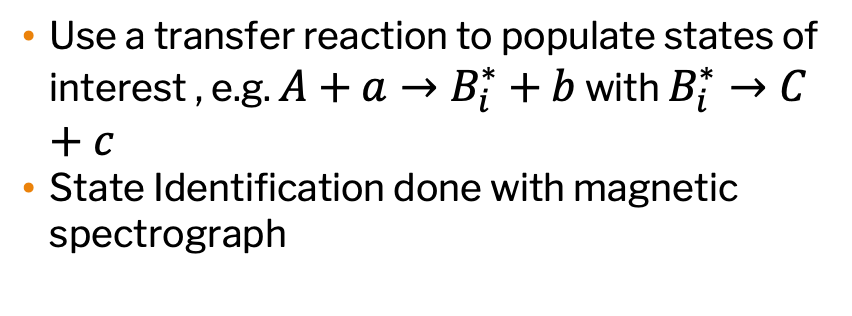 • Use a transfer reaction to populate states of
interest , e.g. A + a → B_i^* + b with B_i^* → C
+ c
• State Identification done with magnetic
spectrograph